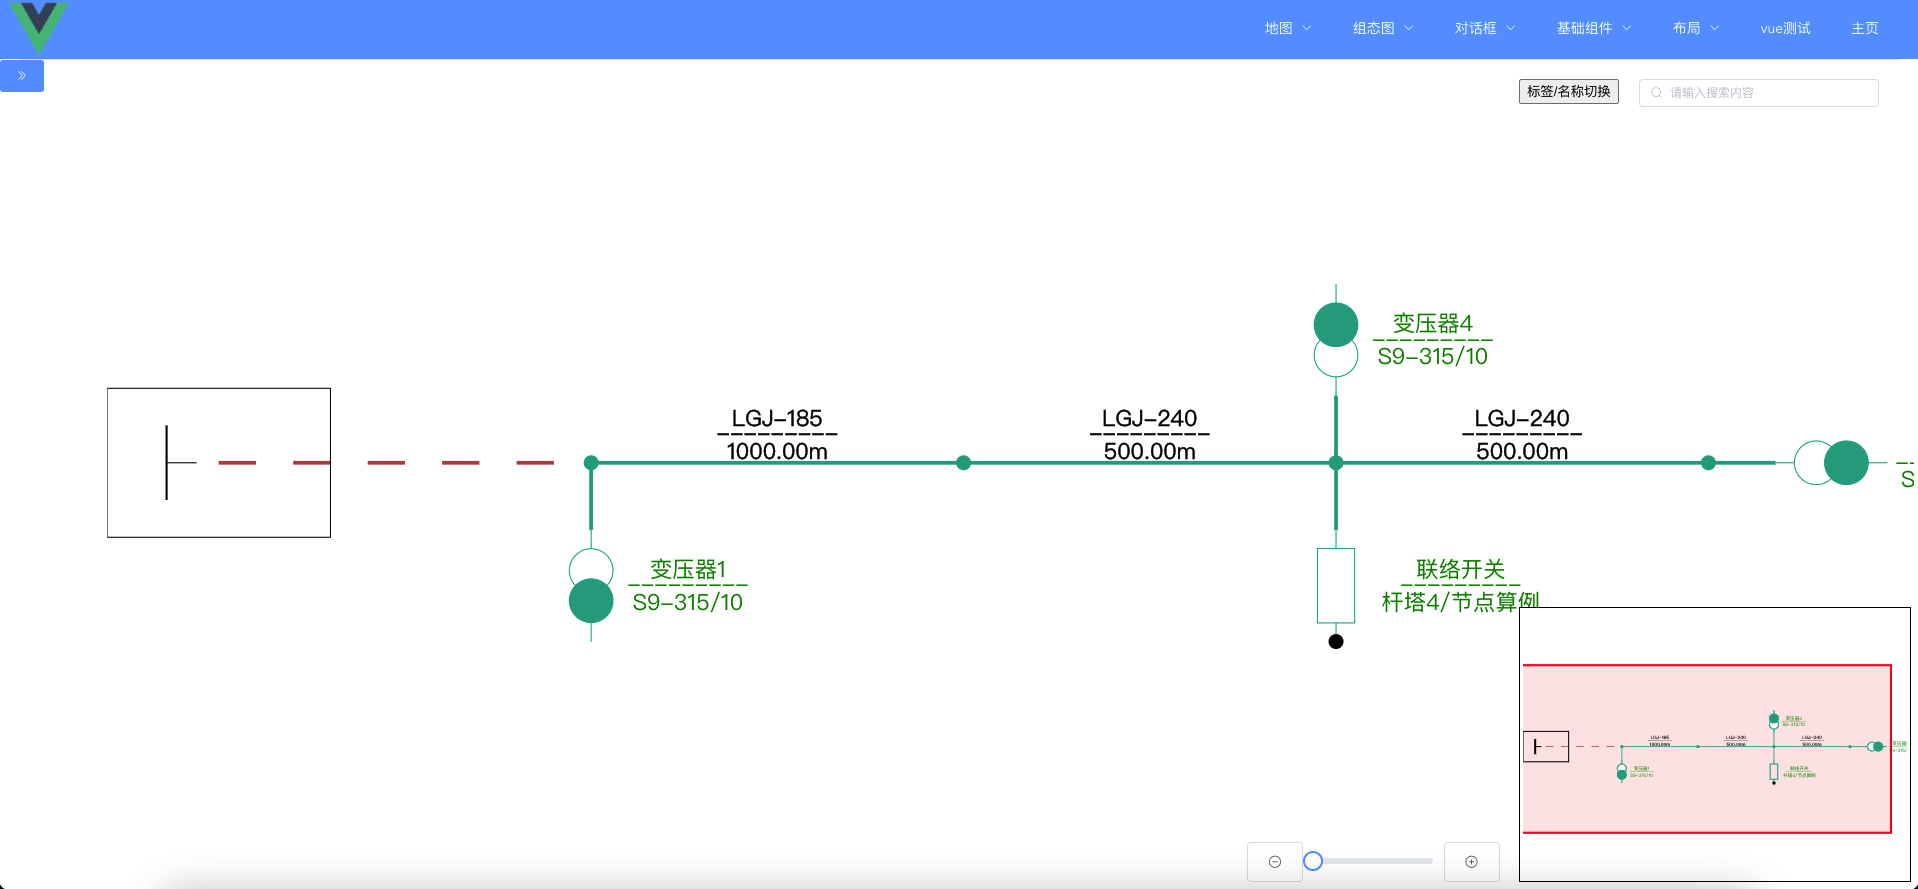 地图
组态图
对话框
基础组件
布局
vue测试
主页
标签/名称切换
请输入搜索内容
变压器4
S9-315/10
LGJ-185
1000.00m
LGJ-240
500.00m
LGJ-240
500.00m
S
变压器1
S9-315/10
联络开关
杆塔4/节点算例
变压器4
S9-315/10
LGJ-185
1000.00m
LGJ-240
500.00m
LGJ-240
500.00m
变压器
S9-315/
变压器1
S9-315/10
联络开关
杆塔4/节点算例